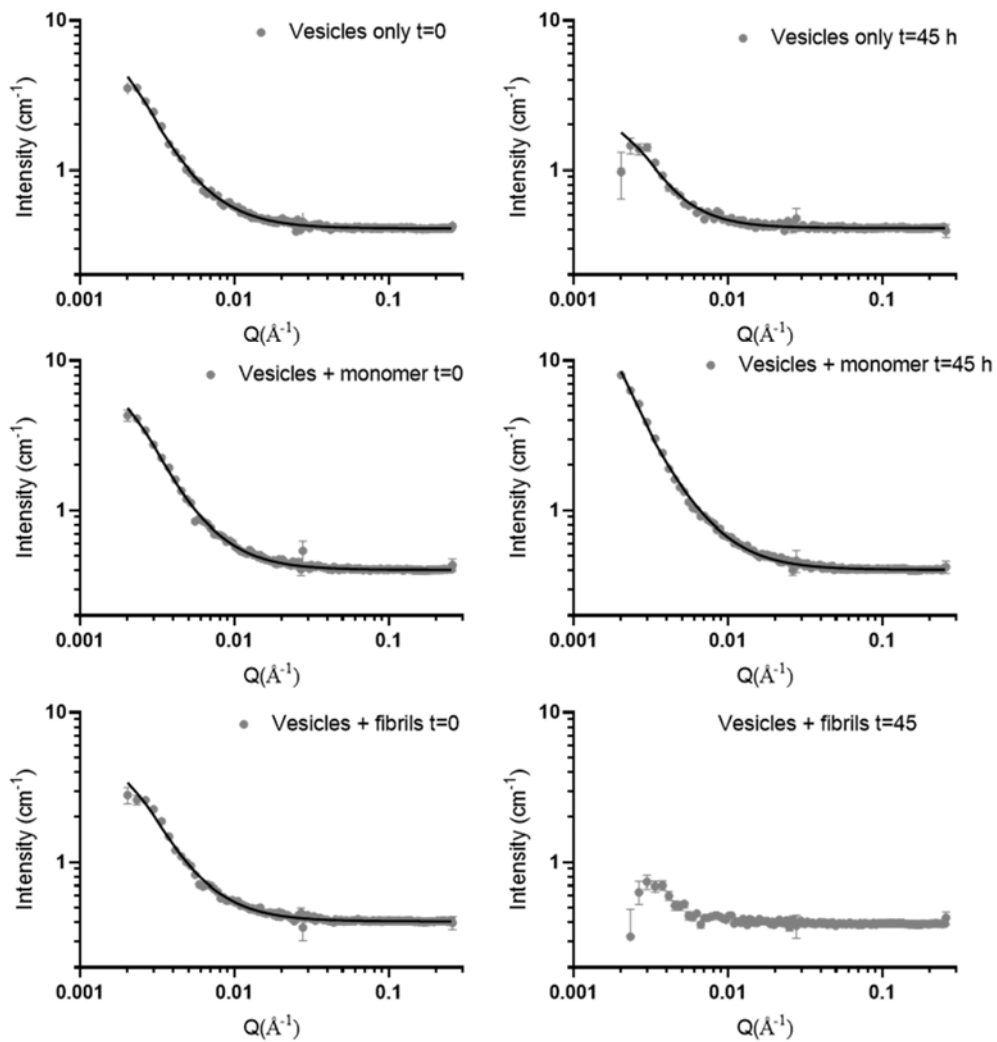 10
Vesicles only t=0
Intensity (cm-1)
1
0.001
0.01
0.1
Q(Å-1)
10
Vesicles only t=45 h
Intensity (cm-1)
1
0.001
0.01
0.1
Q(Å-1)
10
Vesicles + monomer t=0
Intensity (cm-1)
1
0.001
0.01
0.1
Q(Å-1)
10
Vesicles + monomer t=45 h
Intensity (cm-1)
1
0.001
0.01
0.1
Q(Å-1)
10
Vesicles + fibrils t=0
Intensity (cm-1)
1
0.001
0.01
0.1
Q(Å-1)
10
Vesicles + fibrils t=45
Intensity (cm-1)
1
0.001
0.01
0.1
Q(Å-1)